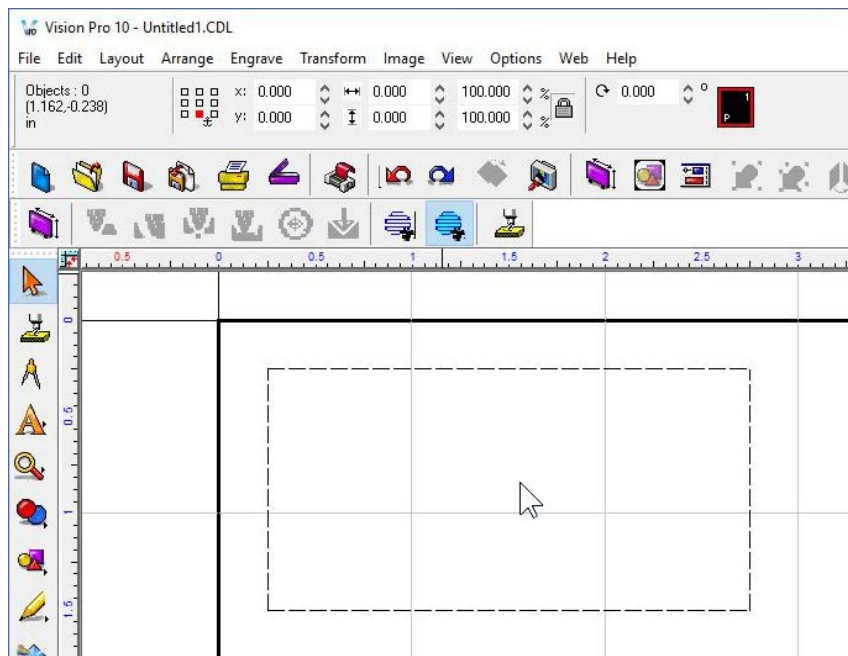 Vision Pro 10 - Untitled1.CDL
File Edit Layout Arrange Engrave Transform Image View Options Web Help
Objects : 0
(1.162,-0.238)
in
x: 0.000 0.000 100.000 % 0.000 °
y: 0.000 0.000 100.000 %
1
P
0.5 0 0.5 1 1.5 2 2.5 3
0
0.5
1
1.5